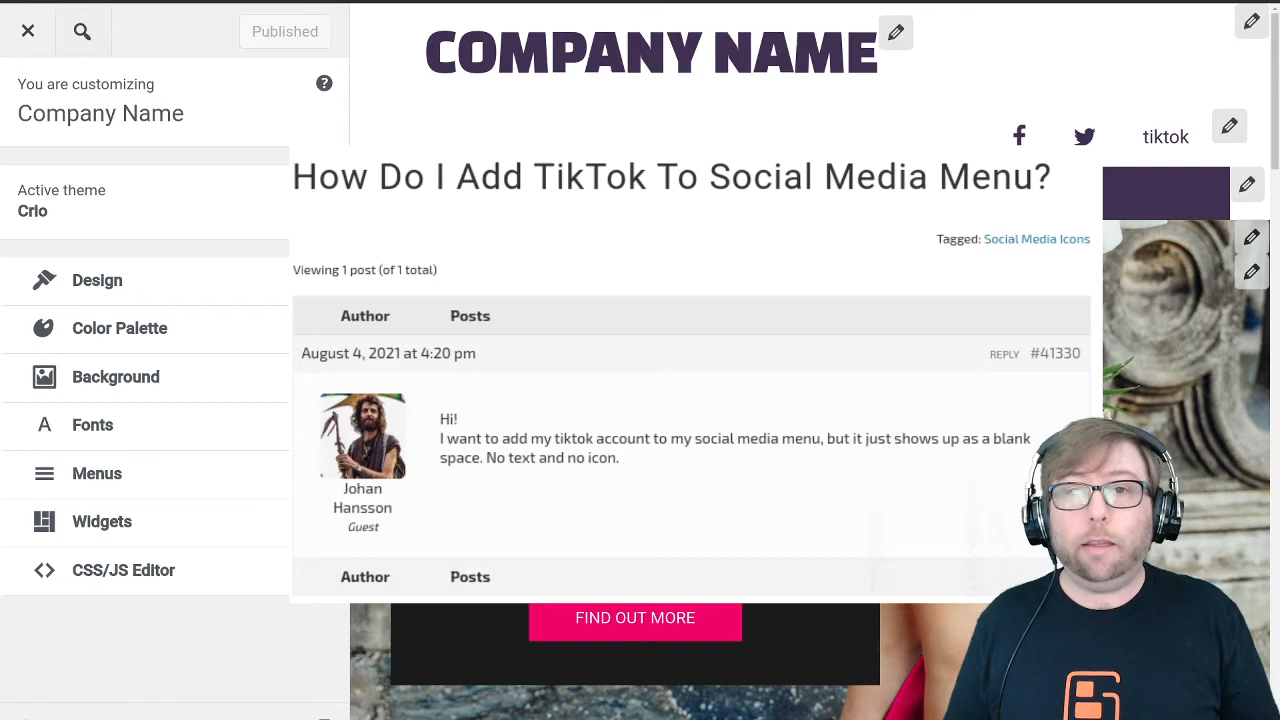 Published
COMPANY NAME
You are customizing
Company Name
tiktok
How Do I Add TikTok To Social Media Menu?
Active theme
Crio
Tagged: Social Media Icons
Viewing 1 post (of 1 total)
Author Posts
August 4, 2021 at 4:20 pm REPLY #41330
Hi!
I want to add my tiktok account to my social media menu, but it just shows up as a blank
space. No text and no icon.
Johan
Hansson
Guest
Author Posts
Design
Color Palette
Background
Fonts
Menus
Widgets
CSS/JS Editor
FIND OUT MORE